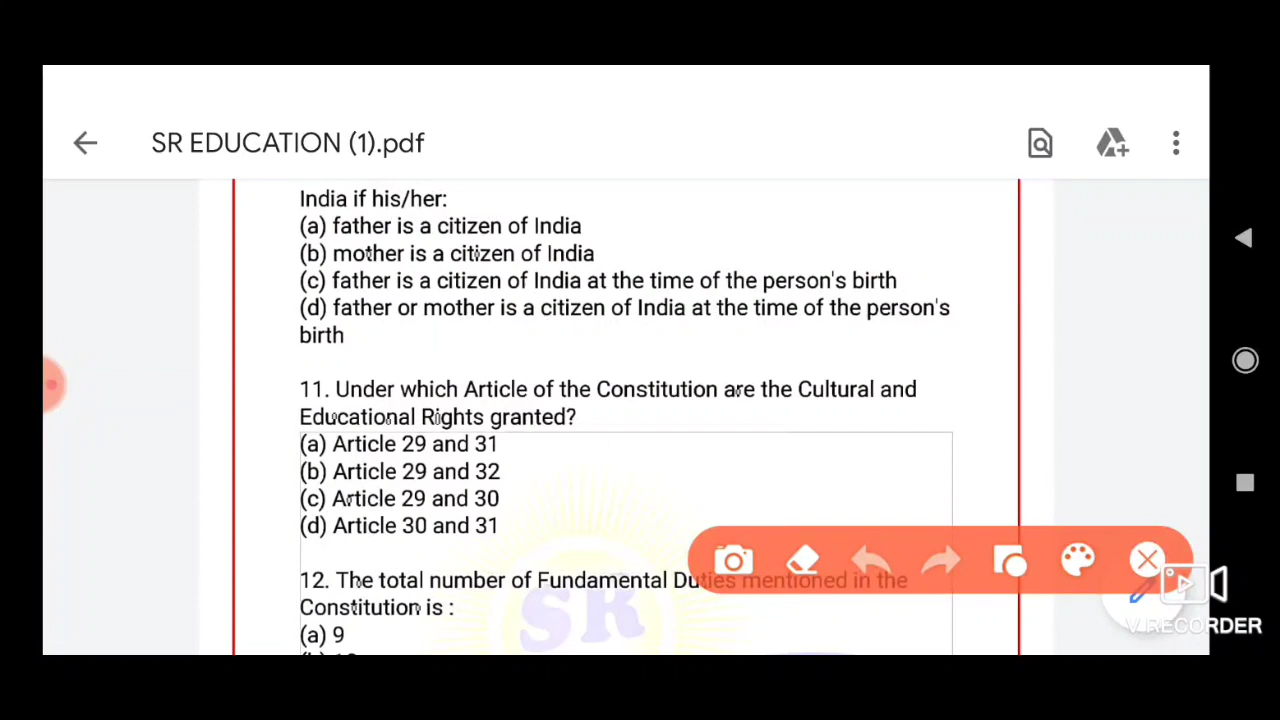 SR EDUCATION (1).pdf
India if his/her:
(a) father is a citizen of India
(b) mother is a citizen of India
(c) father is a citizen of India at the time of the person's birth
(d) father or mother is a citizen of India at the time of the person's
birth
11. Under which Article of the Constitution are the Cultural and
Educational Rights granted?
(a) Article 29 and 31
(b) Article 29 and 32
(c) Article 29 and 30
(d) Article 30 and 31
12. The total number of Fundamental Duties mentioned in the
Constitution is :
SR
(a) 9
V RECORDER